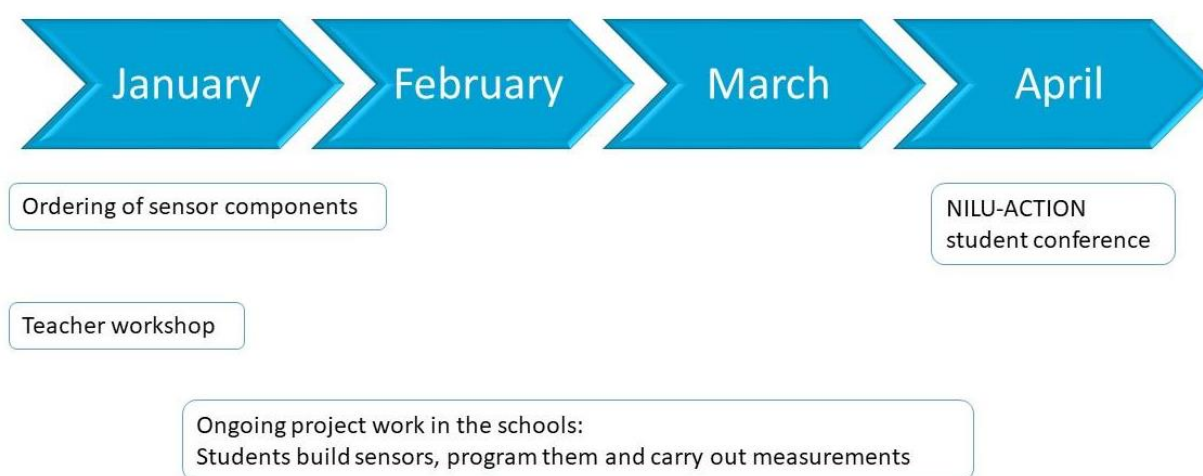 January
February
March
April
Ordering of sensor components
NILU-ACTION
student conference
Teacher workshop
Ongoing project work in the schools:
Students build sensors, program them and carry out measurements